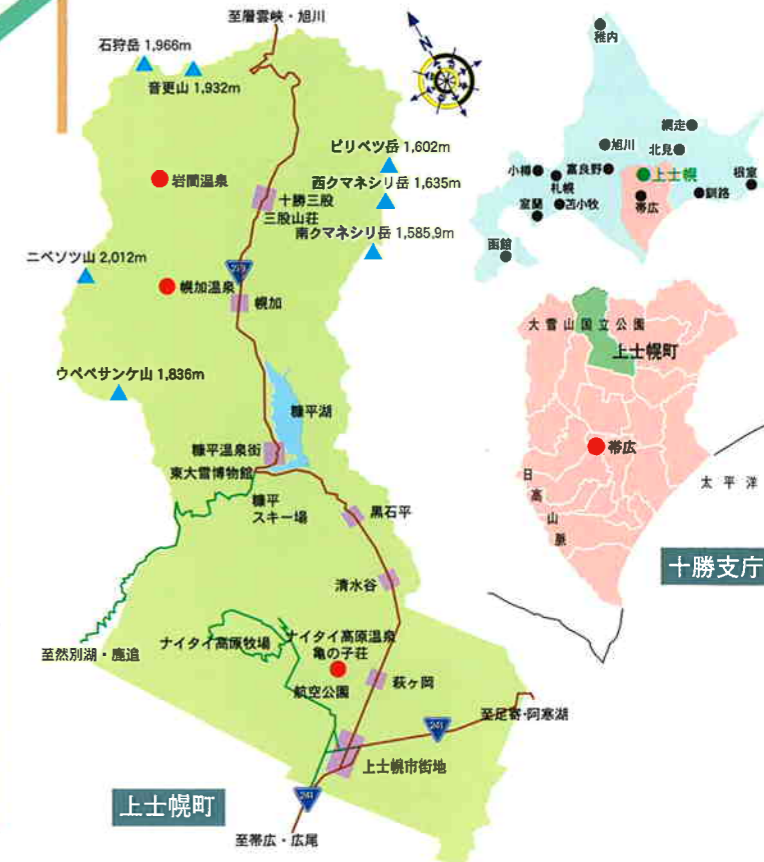 至層雲峡・旭川
石狩岳 1,966m
音更山 1,932m
N
ピリベツ岳 1,602m
岩間温泉
西クマネシリ岳 1,635m
十勝三股
三股山荘
南クマネシリ岳 1,585.9m
ニペソツ山 2,012m
273
幌加温泉
幌加
ウペペサンケ山 1,836m
糠平湖
糠平温泉街
東大雪博物館
糠平
スキー場
黒石平
清水谷
至然別湖・鹿追
ナイタイ高原牧場
ナイタイ高原温泉
亀の子荘
航空公園
萩ヶ岡
至足寄・阿寒湖
241
上士幌市街地
241
至帯広・広尾
上士幌町
稚内
網走
旭川
北見
小樽
富良野
上士幌
根室
札幌
帯広
釧路
室蘭
苫小牧
函館
大雪山国立公園
上士幌町
帯広
日高山脈
太平洋
十勝支庁